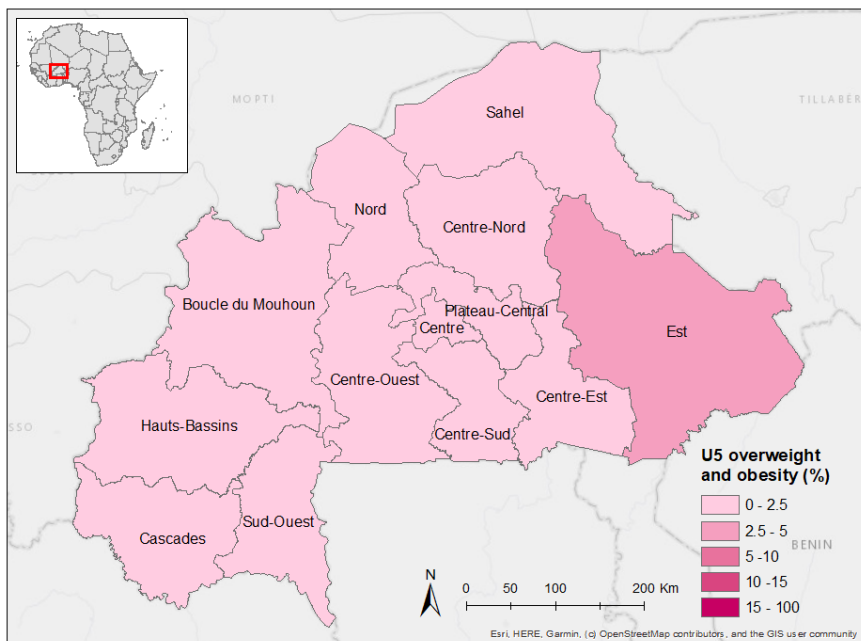 MOPTI
TILLABÉR
Sahel
Nord
Centre-Nord
Boucle du Mouhoun
Plateau-Central
Centre
Est
Centre-Ouest
Centre-Est
Hauts-Bassins
Centre-Sud
SSO
Sud-Ouest
Cascades
U5 overweight
and obesity (%)
0 - 2.5
2.5 - 5
5 -10
10 -15
15 - 100
BENIN
N
0 50 100 200 Km
Esri, HERE, Garmin, (c) OpenStreetMap contributors, and the GIS user community